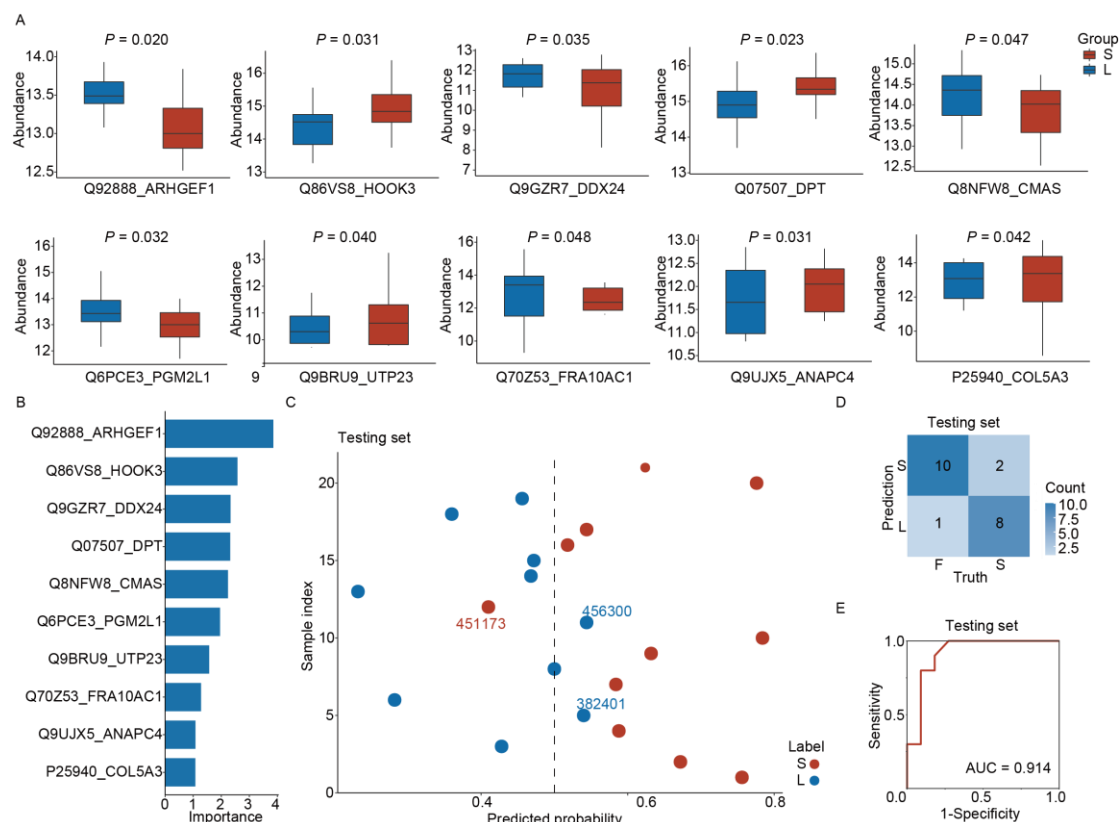 A
P = 0.020
P = 0.031
P = 0.035
P = 0.023
P = 0.047
Group
S
L
Abundance
14.0
13.5
13.0
12.5
Q92888_ARHGEF1
Abundance
17
16
15
14
13
Q86VS8_HOOK3
Abundance
13
12
11
10
9
8
7
6
Q9GZR7_DDX24
Abundance
16
15
14
13
Q07507_DPT
Abundance
15.0
14.5
14.0
13.5
13.0
12.5
Q8NFW8_CMAS
P = 0.032
P = 0.040
P = 0.048
P = 0.031
P = 0.042
Abundance
16
15
14
13
12
Q6PCE3_PGM2L1
Abundance
13
12
11
10
9
Q9BRU9_UTP23
Abundance
16
14
12
10
8
Q70Z53_FRA10AC1
Abundance
13.0
12.5
12.0
11.5
11.0
10.5
Q9UJX5_ANAPC4
Abundance
14
12
10
P25940_COL5A3
B
Q92888_ARHGEF1
Q86VS8_HOOK3
Q9GZR7_DDX24
Q07507_DPT
Q8NFW8_CMAS
Q6PCE3_PGM2L1
Q9BRU9_UTP23
Q70Z53_FRA10AC1
Q9UJX5_ANAPC4
P25940_COL5A3
0 1 2 3 4
Importance
C
Testing set
Sample index
20
15
10
5
0
451173
456300
382401
Label
S
L
0.4 0.6 0.8
Predicted probability
D
Testing set
Prediction
S
L
10 2
1 8
F S
Truth
Count
10.0
7.5
5.0
2.5
E
Testing set
Sensitivity
1.0
0.5
0.0 0.5 1.0
AUC = 0.914
1-Specificity